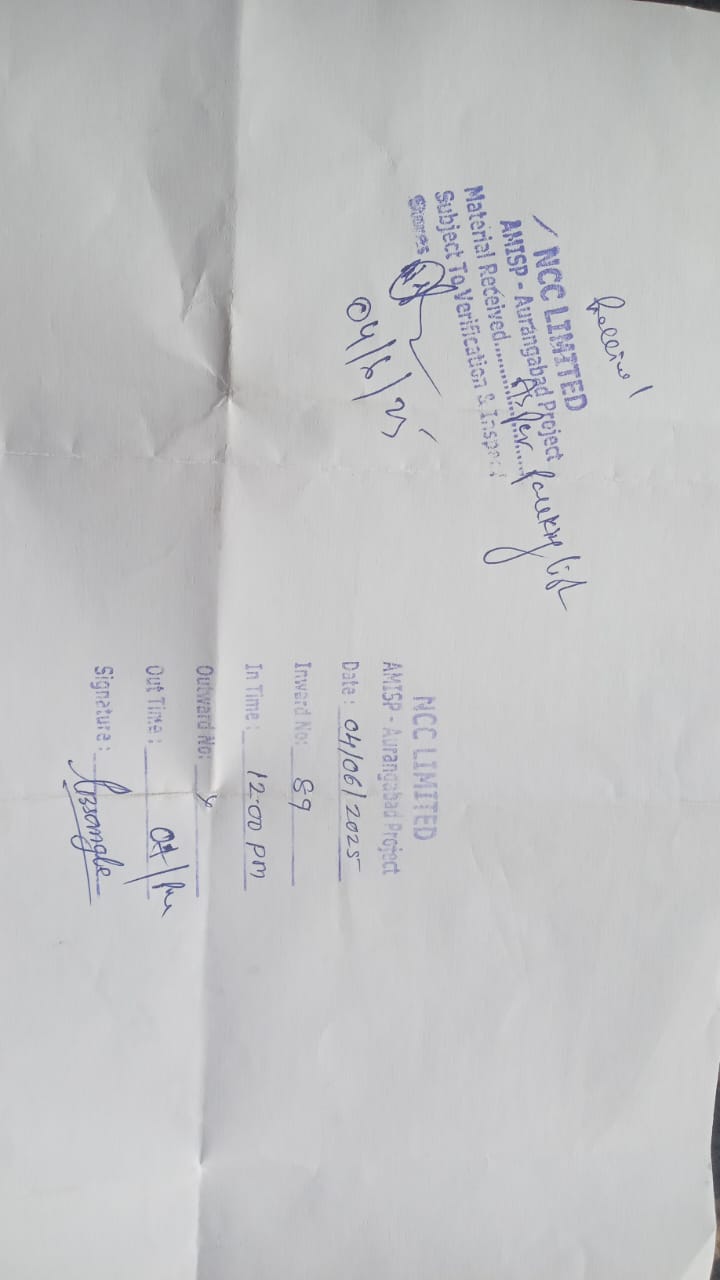 Received
NCC LIMITED
AMISP - Aurangabad Project
Material Received.......As per packing list
Subject To Verification & Inspect
Stores
04/6/25
NCC LIMITED
AMISP - Aurangabad Project
Date : 04/06/2025
Inward No: 89
In Time : 12:00 PM
Outward No:
Out Time :
Signature :